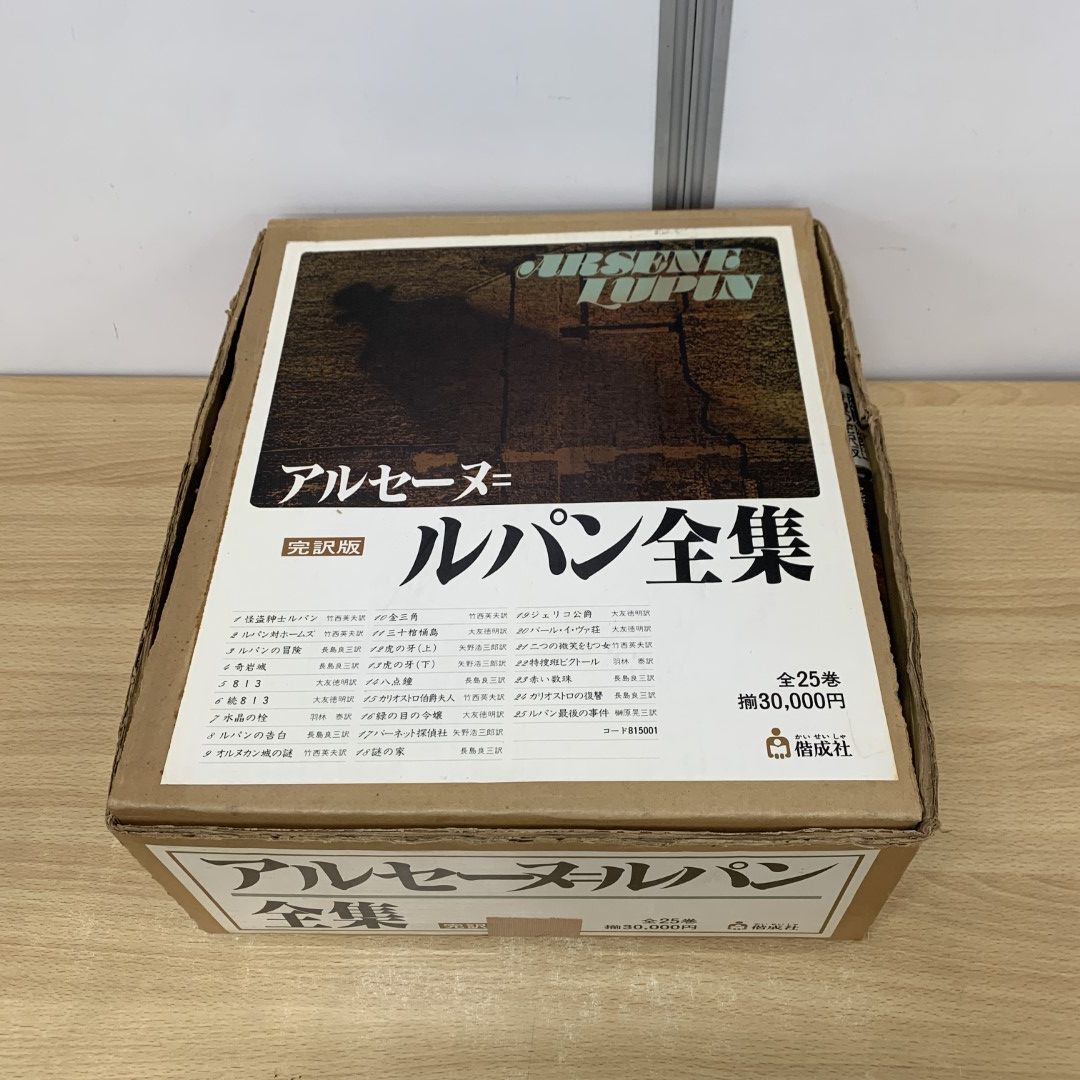 ARSENE
LUPIN
アルセーヌ=
ルパン全集
完訳版
1 怪盗紳士ルパン 竹西英夫訳
2 ルパン対ホームズ 竹西英夫訳
3 ルパンの冒険 長島良三訳
4 奇岩城 長島良三訳
5 813 大友徳明訳
6 続813 大友徳明訳
7 水晶の栓 羽林 泰訳
8 ルパンの告白 長島良三訳
9 オルヌカン城の謎 竹西英夫訳
10 金三角 竹西英夫訳
11 三十棺桶島 大友徳明訳
12 虎の牙(上) 矢野浩三郎訳
13 虎の牙(下) 矢野浩三郎訳
14 八点鐘 長島良三訳
15 カリオストロ伯爵夫人 竹西英夫訳
16 緑の目の令嬢 大友徳明訳
17 バーネット探偵社 矢野浩三郎訳
18 謎の家 長島良三訳
19 ジェリコ公爵 大友徳明訳
20 バール・イ・ヴァ荘 大友徳明訳
21 二つの微笑をもつ女 竹西英夫訳
22 特捜班ビクトール 羽林 泰訳
23 赤い数珠 長島良三訳
24 カリオストロの復讐 長島良三訳
25 ルパン最後の事件 榊原晃三訳
コード815001
全25巻
揃30,000円
かいせいしゃ
偕成社
アルセーヌ=ルパン
全集
完訳
全25巻
揃30,000円
かいせいしゃ
偕成社